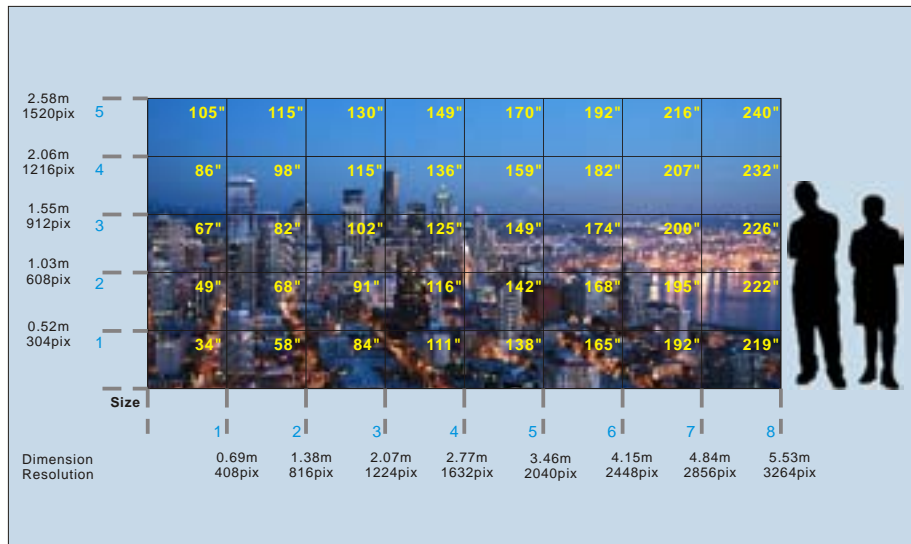 2.58m
1520pix 5 105" 115" 130" 149" 170" 192" 216" 240"
2.06m
1216pix 4 86" 98" 115" 136" 159" 182" 207" 232"
1.55m
912pix 3 67" 82" 102" 125" 149" 174" 200" 226"
1.03m
608pix 2 49" 68" 91" 116" 142" 168" 195" 222"
0.52m
304pix 1 34" 58" 84" 111" 138" 165" 192" 219"
Size
1 2 3 4 5 6 7 8
Dimension 0.69m 1.38m 2.07m 2.77m 3.46m 4.15m 4.84m 5.53m
Resolution 408pix 816pix 1224pix 1632pix 2040pix 2448pix 2856pix 3264pix